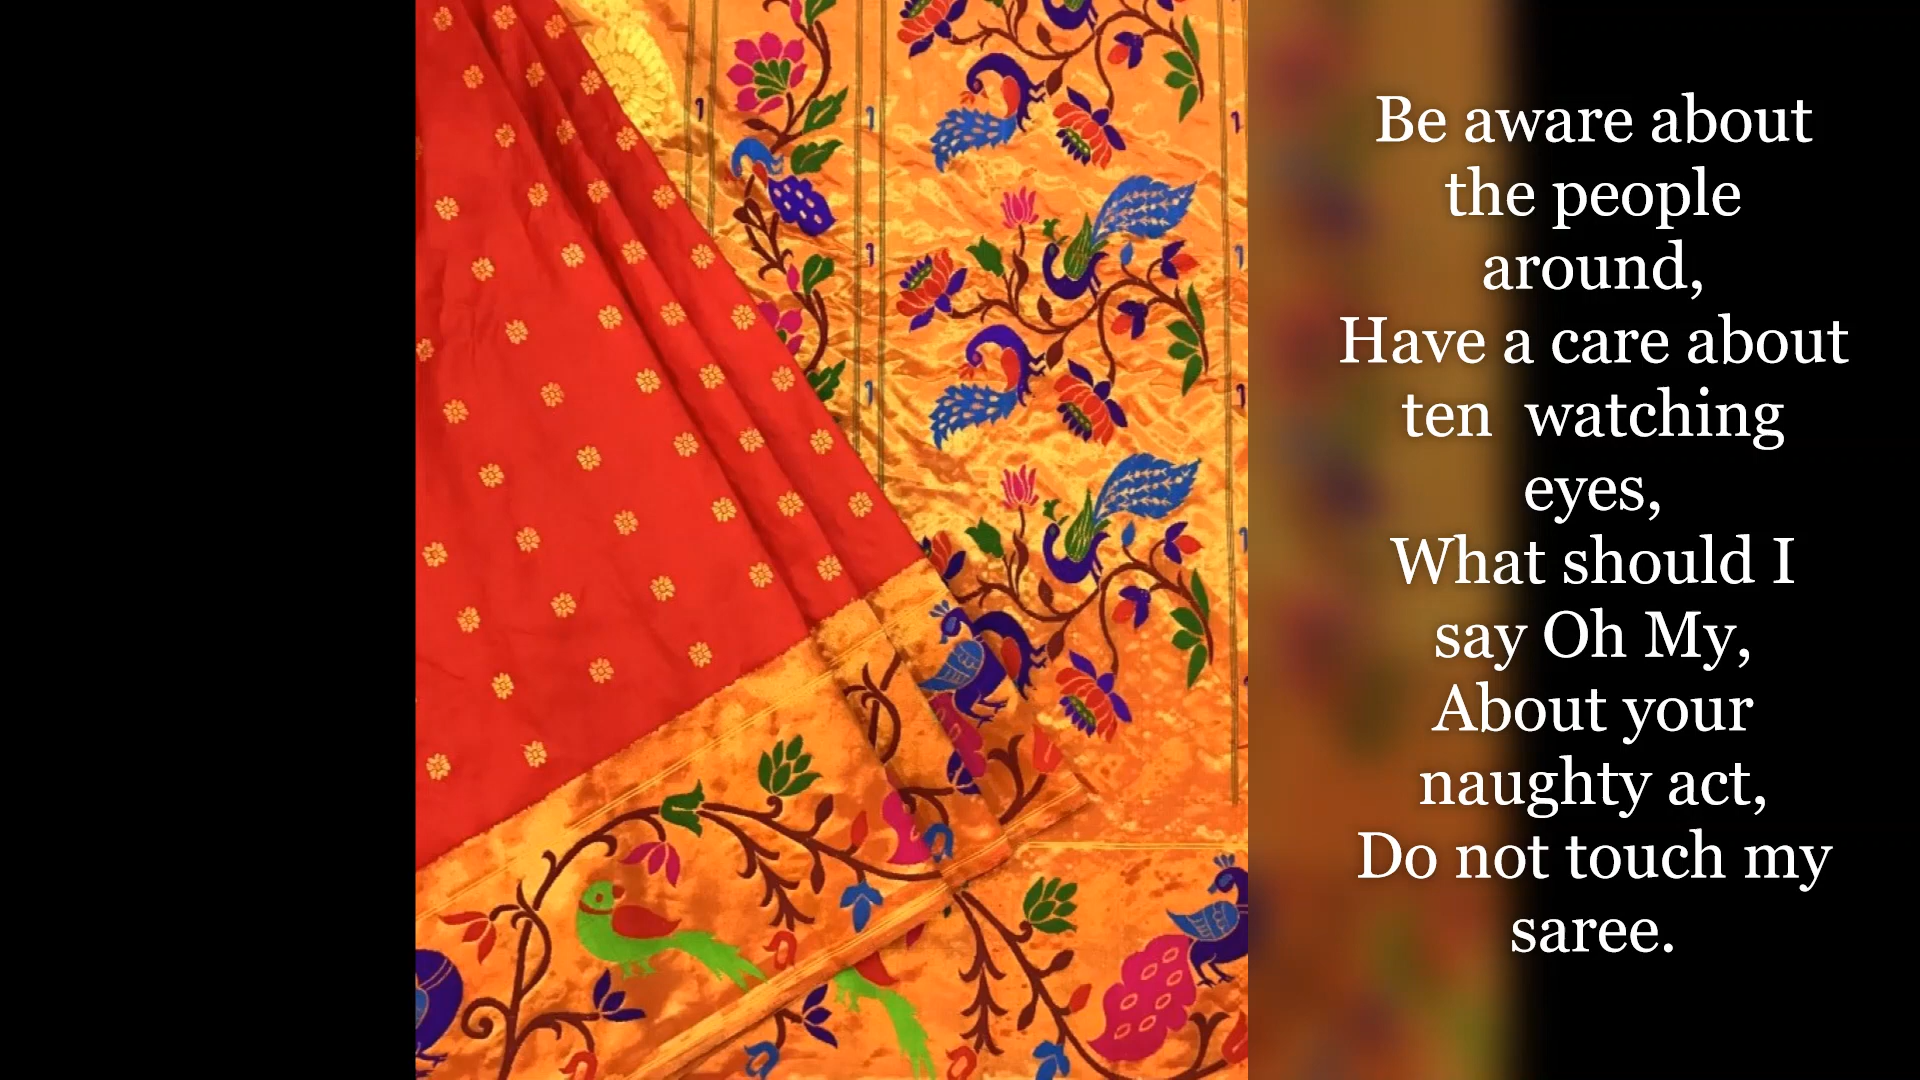 Be aware about
the people
around,
Have a care about
ten  watching
eyes,
What should I
say Oh My,
About your
naughty act,
Do not touch my
saree.